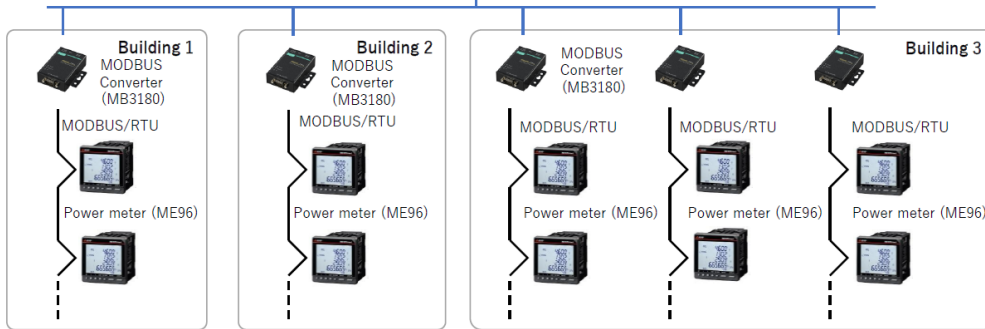 Building 1
MODBUS
Converter
(MB3180)
MODBUS/RTU
Power meter (ME96)
Building 2
MODBUS
Converter
(MB3180)
MODBUS/RTU
Power meter (ME96)
Building 3
MODBUS
Converter
(MB3180)
MODBUS/RTU
MODBUS/RTU
MODBUS/RTU
Power meter (ME96)
Power meter (ME96)
Power meter (ME96)